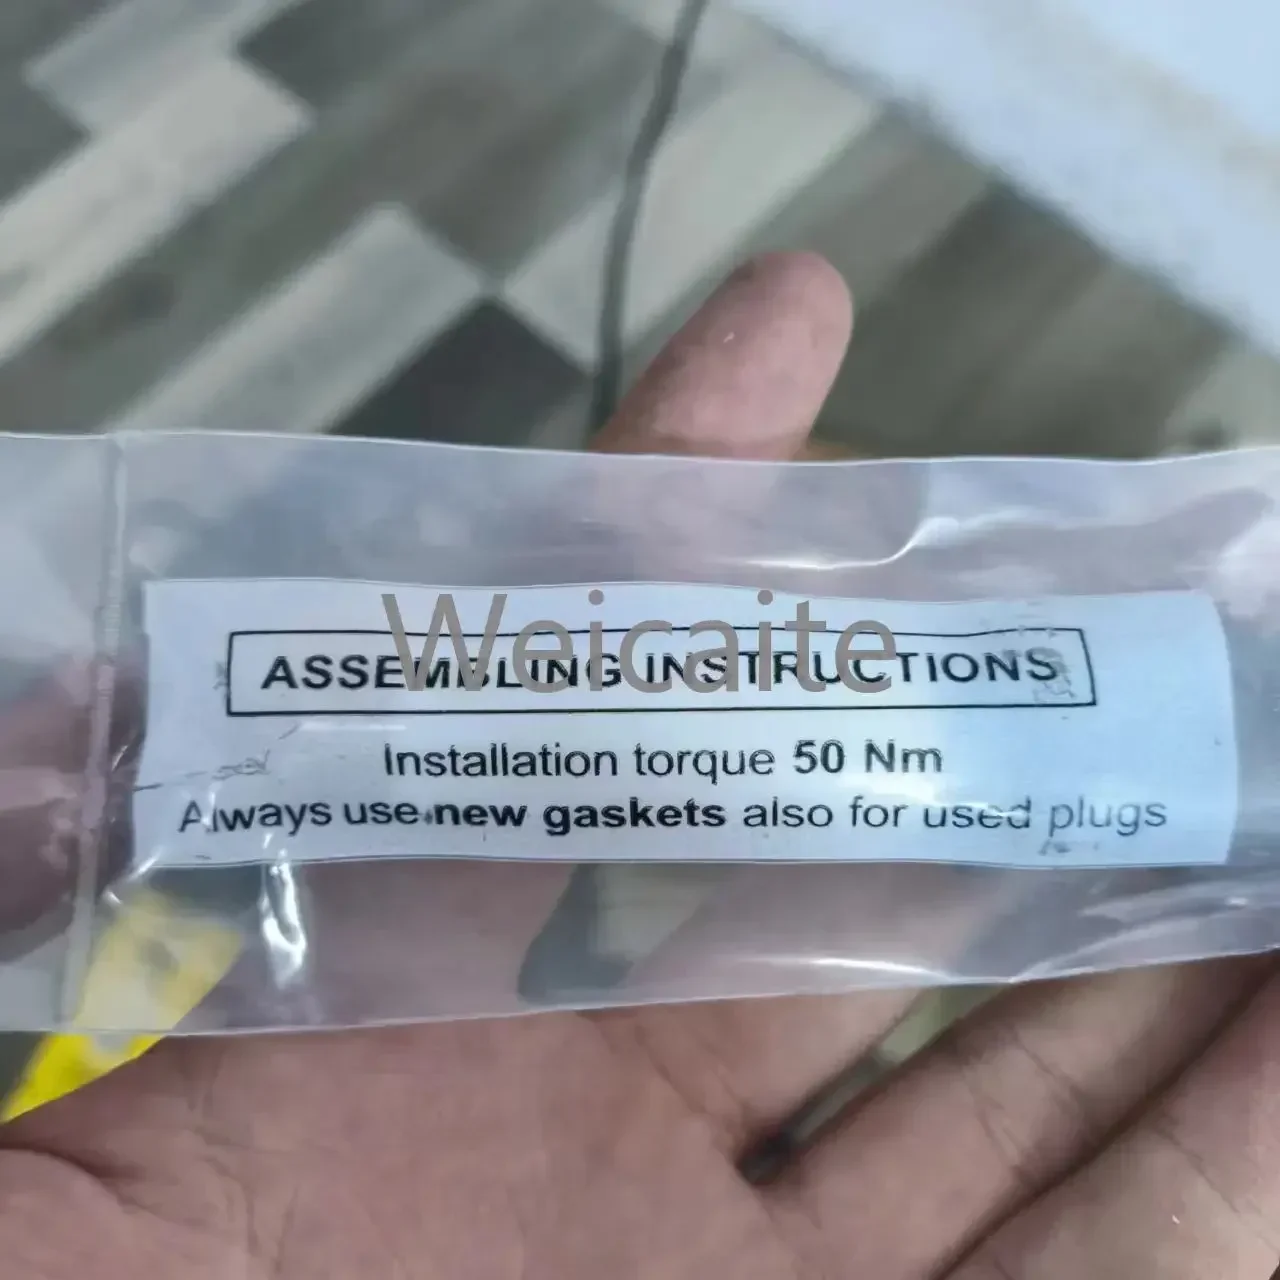 Weicaite
ASSEMBLING INSTRUCTIONS
Installation torque 50 Nm
Always use new gaskets also for used plugs